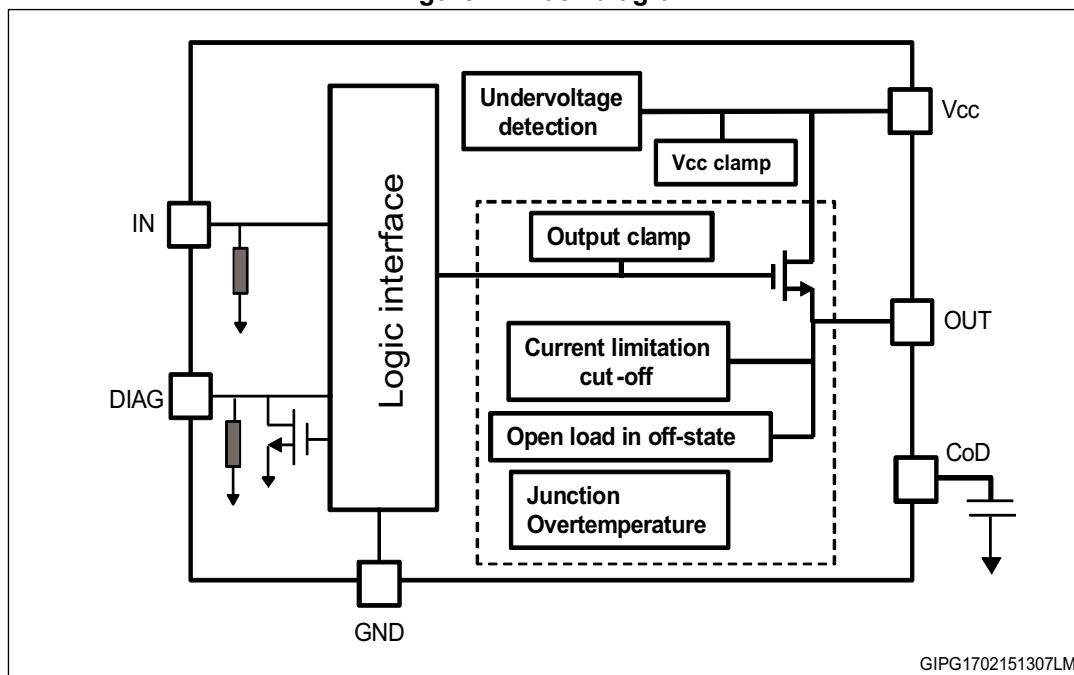 Undervoltage
detection
Vcc
Vcc clamp
IN
Logic interface
Output clamp
OUT
Current limitation
cut-off
DIAG
Open load in off-state
CoD
Junction
Overtemperature
GND
GIPG1702151307LM